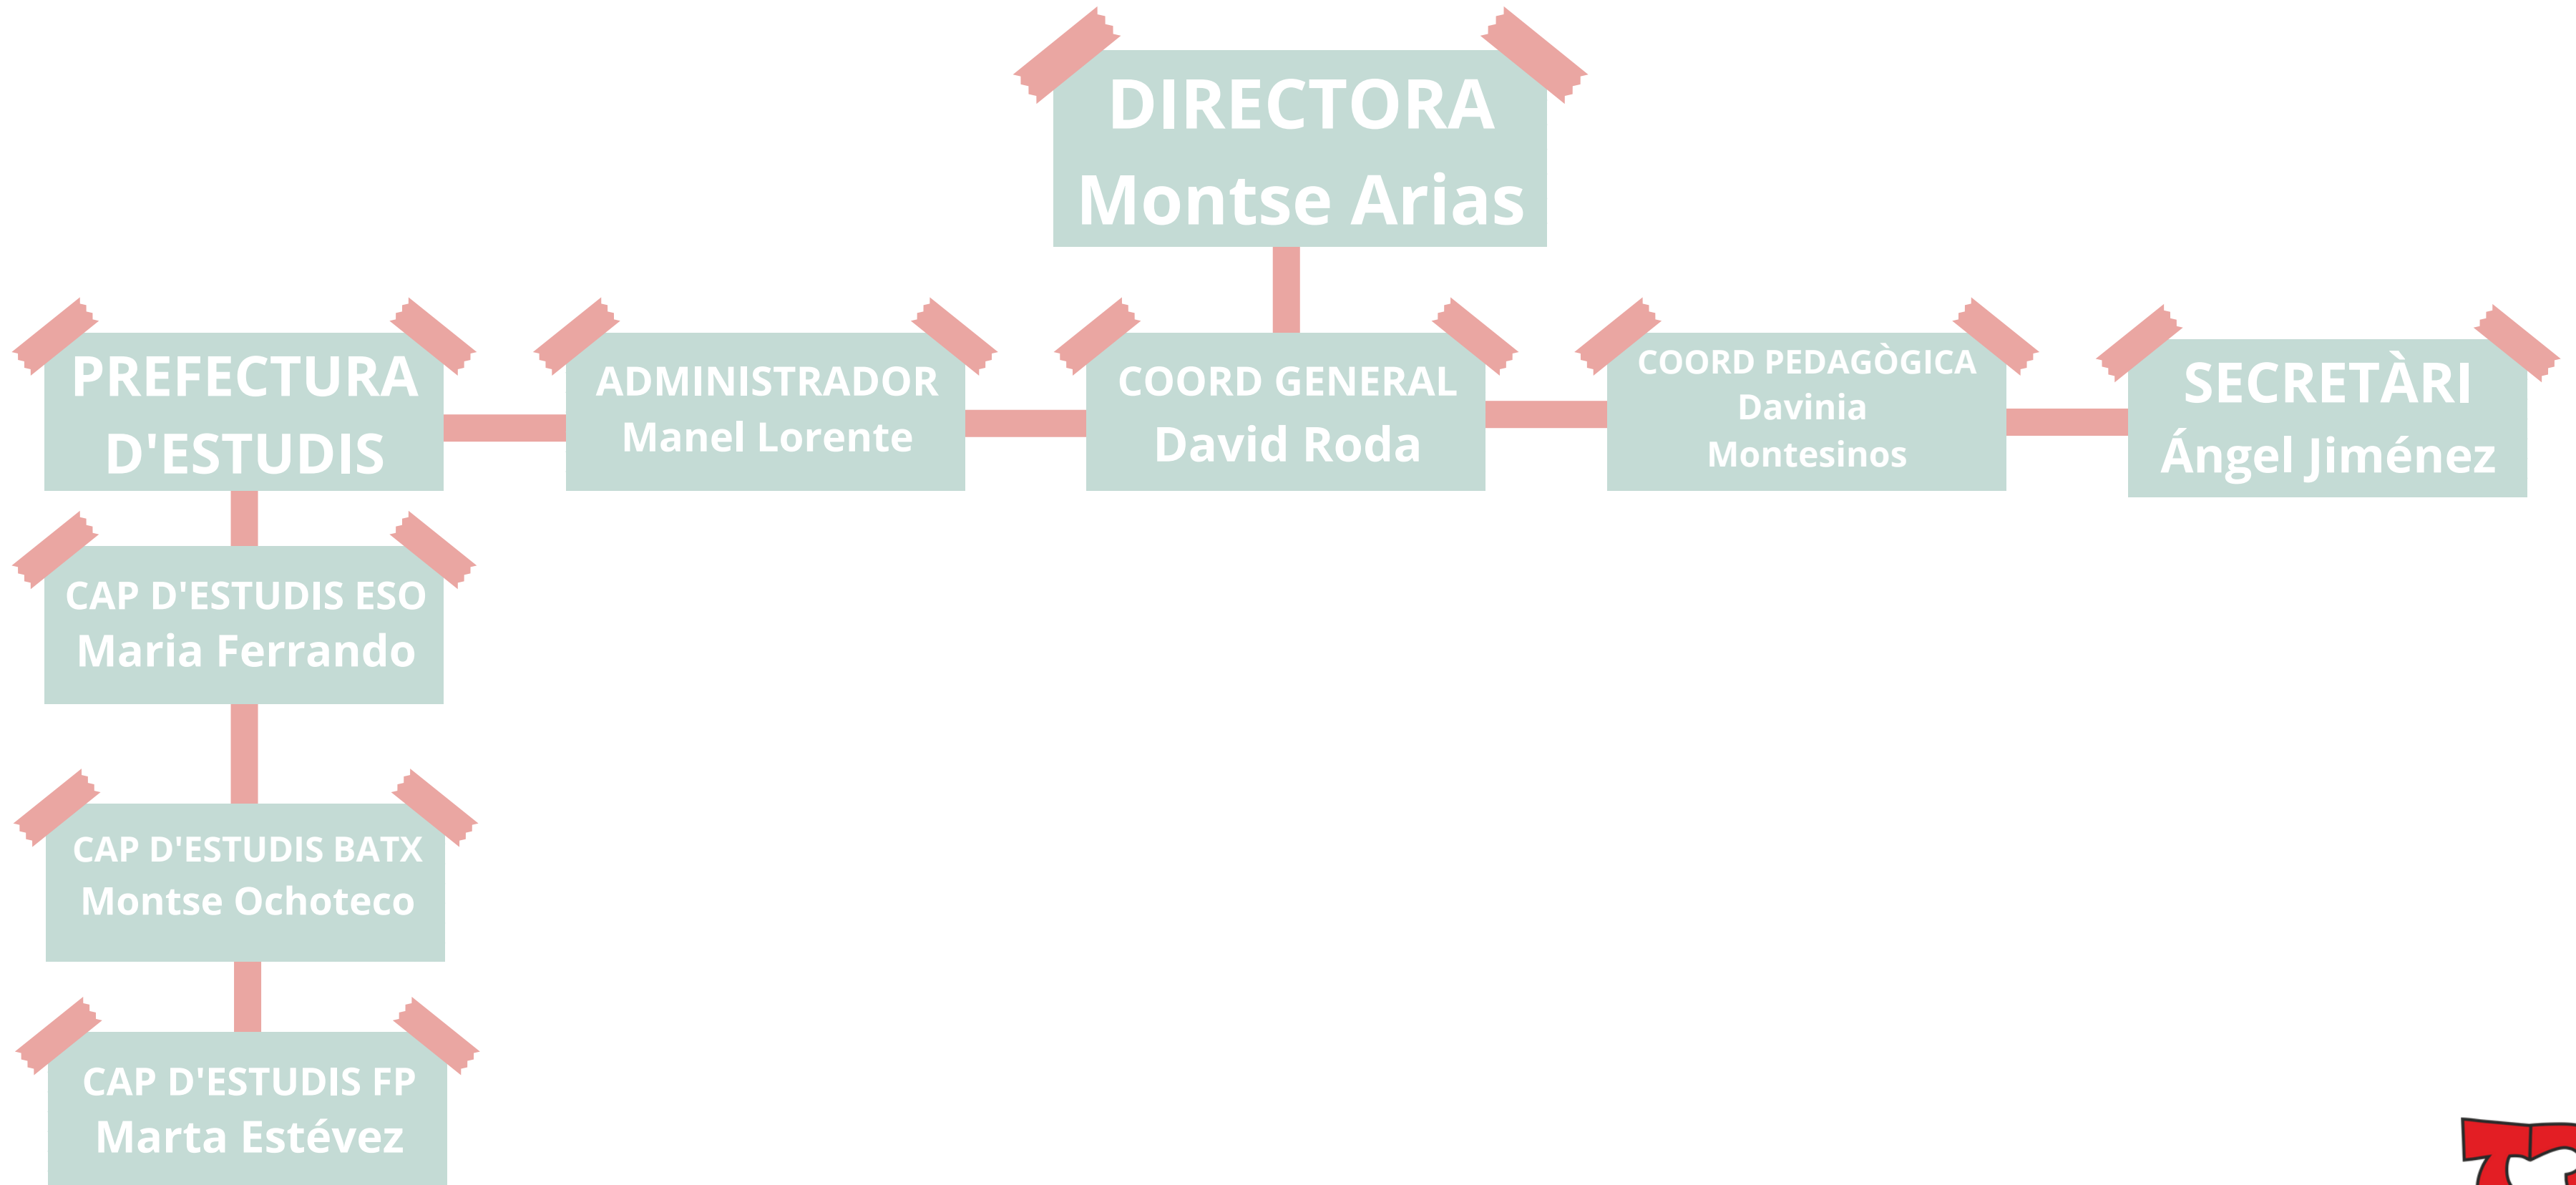 DIRECTORA
Montse Arias
PREFECTURA
D'ESTUDIS
ADMINISTRADOR
Manel Lorente
COORD GENERAL
David Roda
COORD PEDAGÒGICA
Davinia
Montesinos
SECRETÀRI
Ángel Jiménez
CAP D'ESTUDIS ESO
Maria Ferrando
CAP D'ESTUDIS BATX
Montse Ochoteco
CAP D'ESTUDIS FP
Marta Estévez